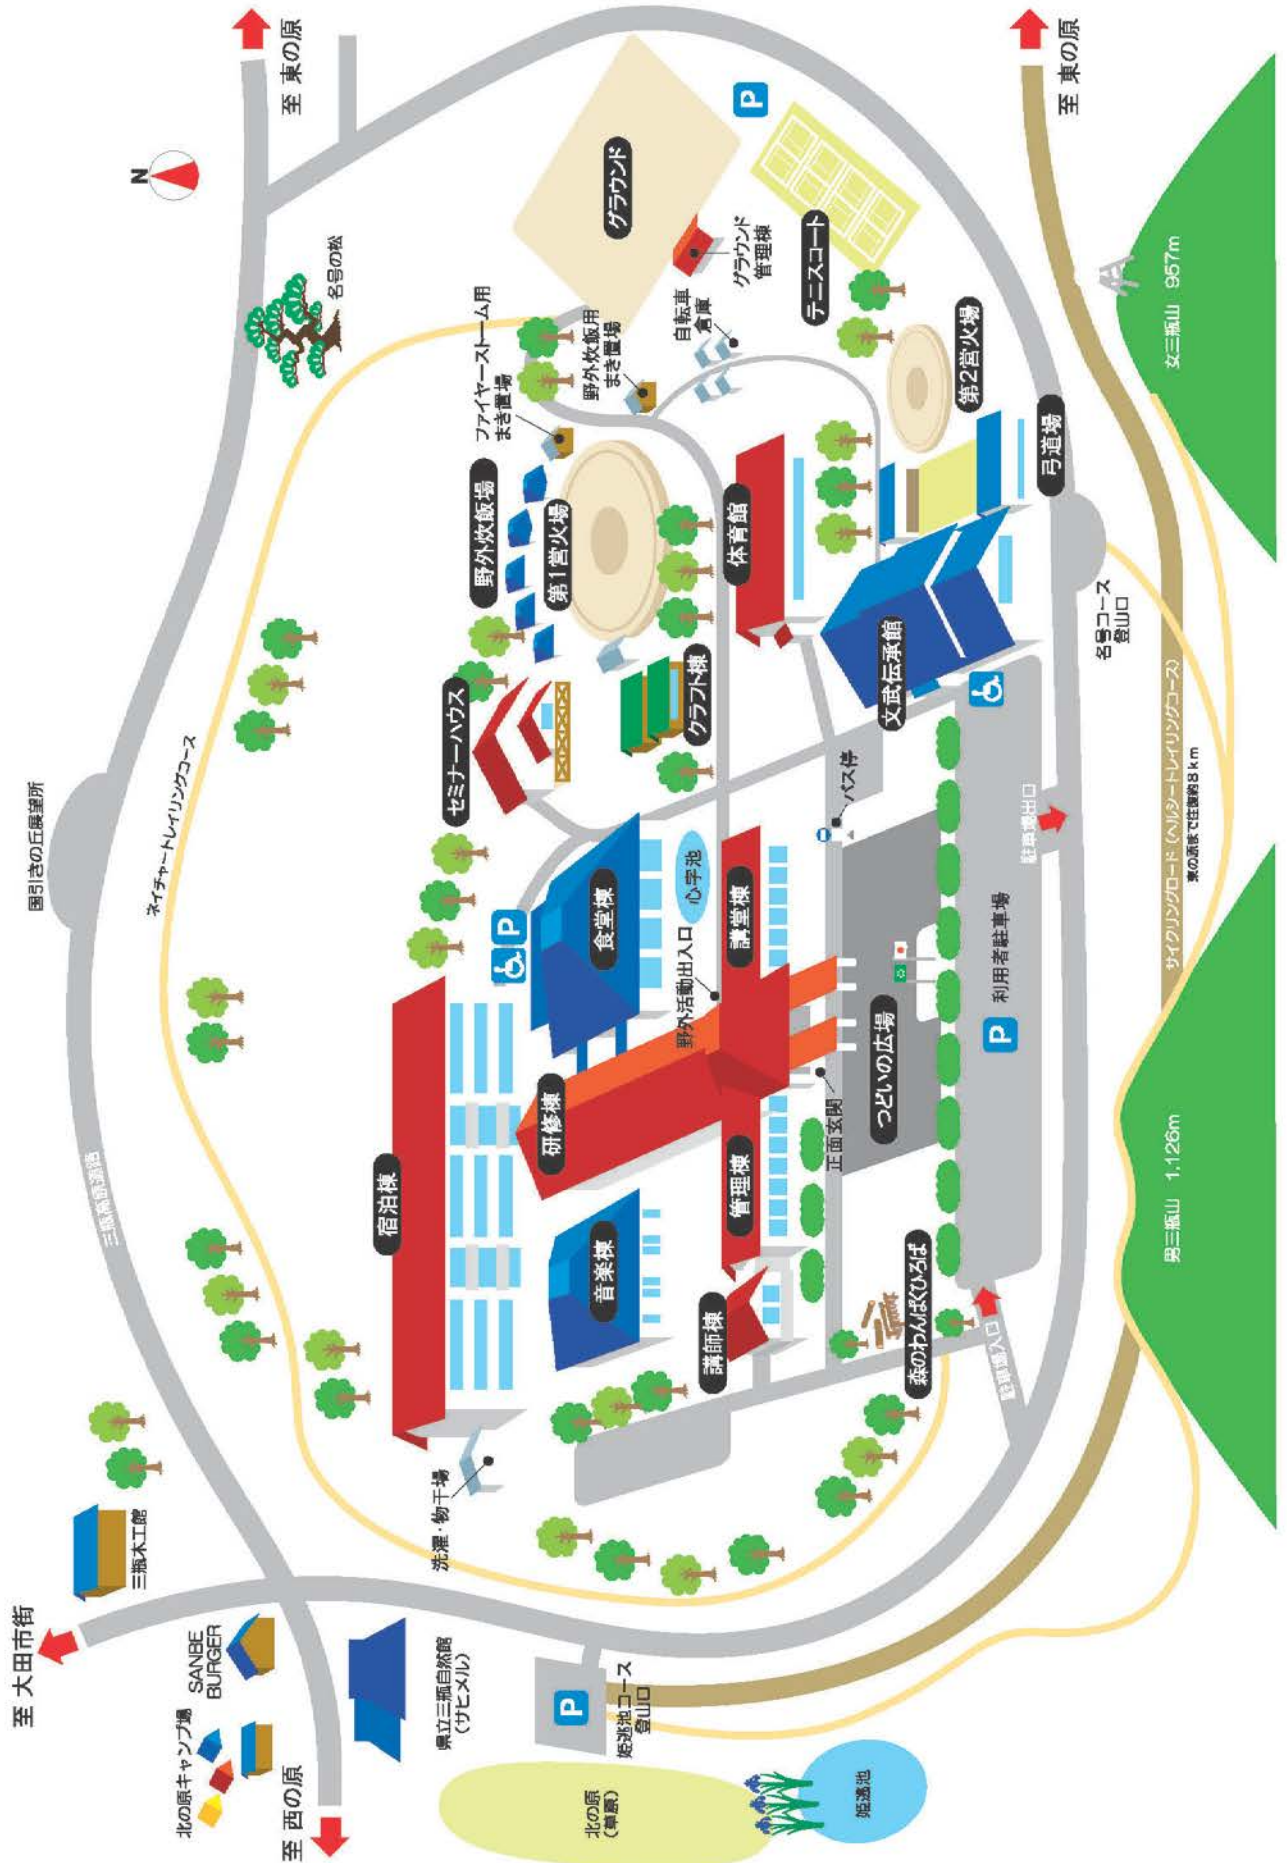 至 大田市街
三瓶木工館
SANBE
BURGER
北の原キャンプ場
至 西の原
県立三瓶自然館
（サヒメル）
三瓶高原道路
国引きの丘展望所
ネイチャートレイリングコース
名号の松
N
至 東の原
宿泊棟
洗濯・物干場
研修棟
音楽棟
食堂棟
P
セミナーハウス
野外炊飯場
ファイヤーストーム用
まき置場
野外炊飯用
まき置場
第1営火場
クラフト棟
グラウンド
グラウンド
管理棟
自転車
倉庫
テニスコート
P
心字池
野外活動出入口
講堂棟
管理棟
講師棟
体育館
文武伝承館
第2営火場
弓道場
バス停
正面玄関
つどいの広場
森のわんぱくひろば
P
利用者駐車場
駐車場入口
駐車場出口
名号コース
登山口
P
姫逃池コース
登山口
北の原
（草原）
姫逃池
サイクリングロード（ヘルシートレイリングコース）
東の原まで往復約8km
至 東の原
男三瓶山 1,126m
女三瓶山 957m